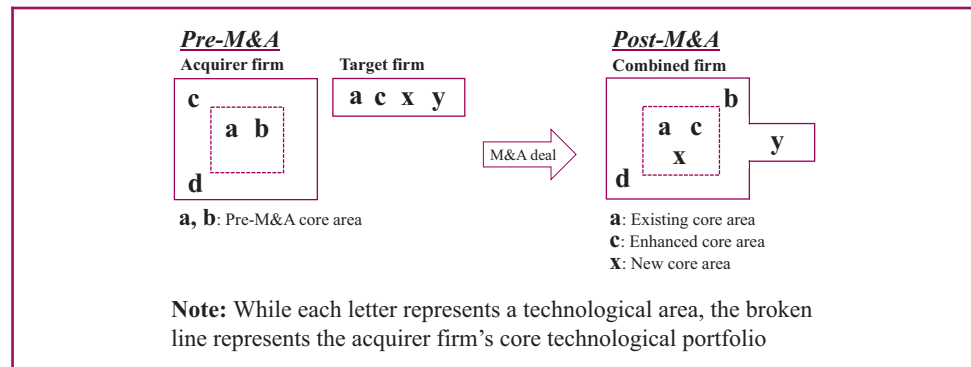 Pre-M&A
Acquirer firm
c
a b
d
a, b: Pre-M&A core area
Target firm
a c x y
M&A deal
Post-M&A
Combined firm
b
a c
x
d
y
a: Existing core area
c: Enhanced core area
x: New core area
Note: While each letter represents a technological area, the broken
line represents the acquirer firm’s core technological portfolio